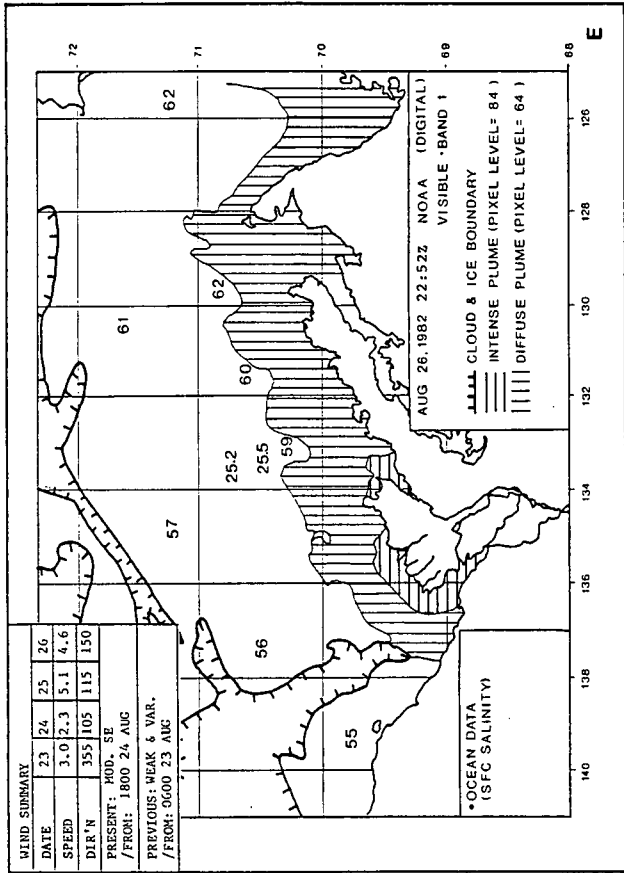 WIND SUMMARY
DATE 23 24 25 26
SPEED 3.0 2.3 5.1 4.6
DIR'N 355 105 115 150
PRESENT: MOD. SE
/FROM: 1800 24 AUG
PREVIOUS: WEAK & VAR.
/FROM: 0600 23 AUG
72
71
70
69
68
62
61
62
60
59
25.2
25.5
57
56
55
AUG 26, 1982 22:52Z NOAA (DIGITAL)
VISIBLE · BAND 1
CLOUD & ICE BOUNDARY
INTENSE PLUME (PIXEL LEVEL= 84 )
DIFFUSE PLUME (PIXEL LEVEL= 64 )
• OCEAN DATA
(SFC SALINITY)
140
138
136
134
132
130
128
126
E